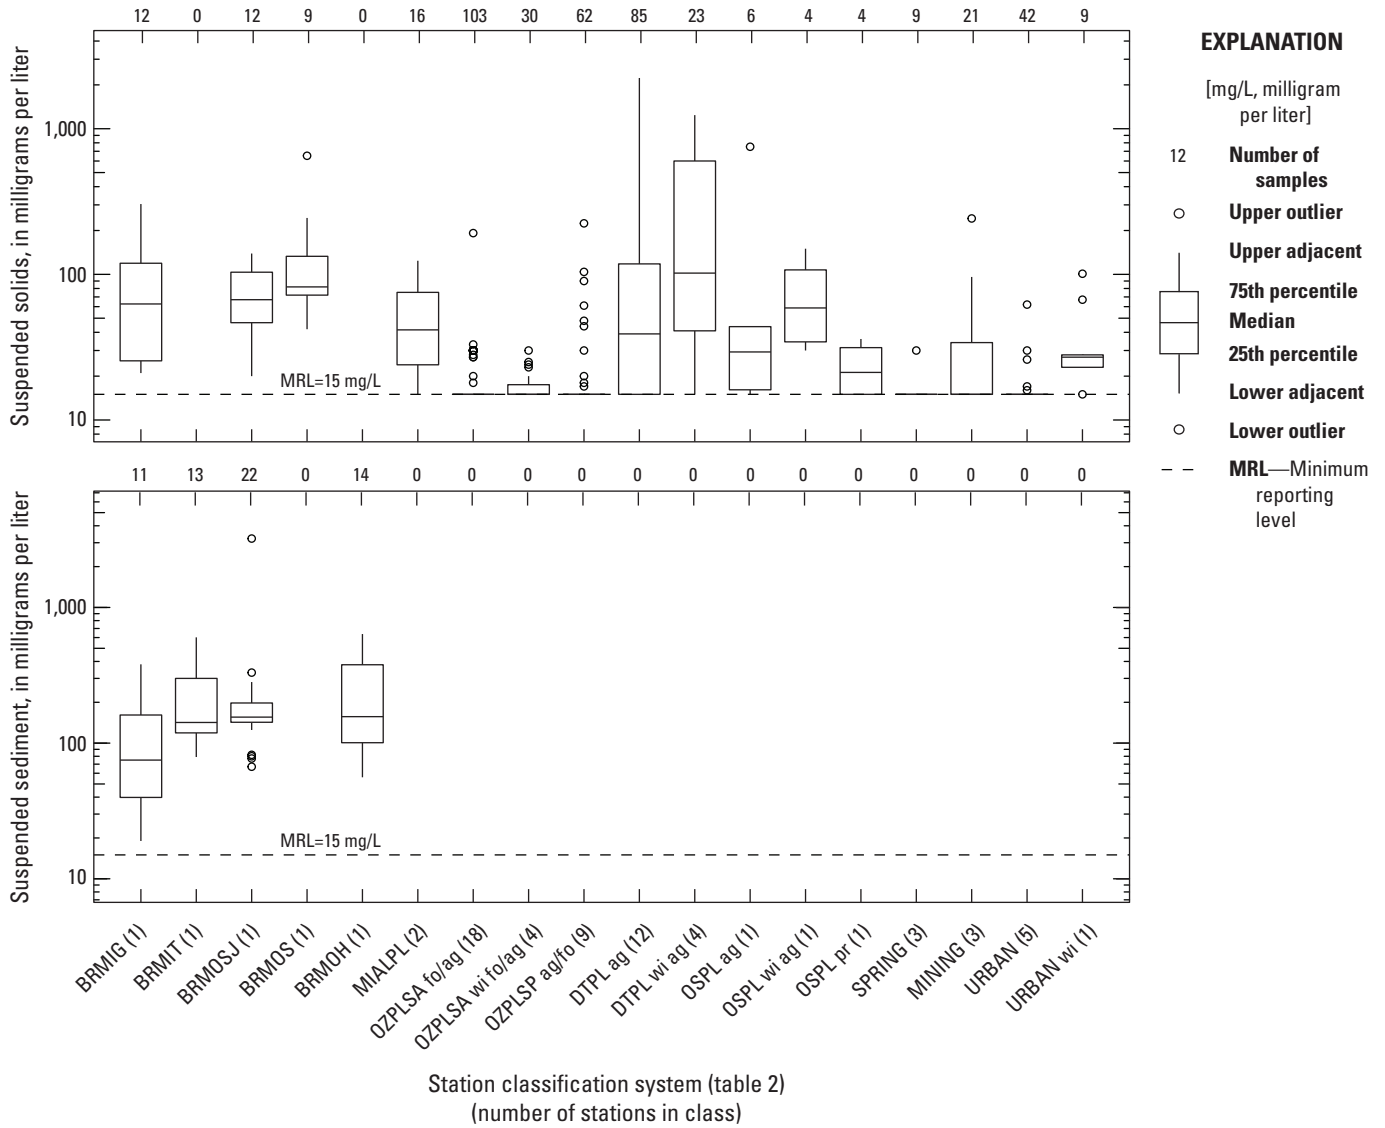 12 0 12 9 0 16 103 30 62 85 23 6 4 4 9 21 42 9
Suspended solids, in milligrams per liter
1,000
100
10
MRL=15 mg/L
11 13 22 0 14 0 0 0 0 0 0 0 0 0 0 0 0 0
Suspended sediment, in milligrams per liter
1,000
100
10
MRL=15 mg/L
BRMIG (1)
BRMIT (1)
BRMOSJ (1)
BRMOS (1)
BRMOH (1)
MIALPL (2)
OZPLSA fo/ag (18)
OZPLSA wi fo/ag (4)
OZPLSP ag/fo (9)
DTPL ag (12)
DTPL wi ag (4)
OSPL ag (1)
OSPL wi ag (1)
OSPL pr (1)
SPRING (3)
MINING (3)
URBAN (5)
URBAN wi (1)
Station classification system (table 2)
(number of stations in class)
EXPLANATION
[mg/L, milligram
per liter]
12 Number of
samples
Upper outlier
Upper adjacent
75th percentile
Median
25th percentile
Lower adjacent
Lower outlier
MRL—Minimum
reporting
level